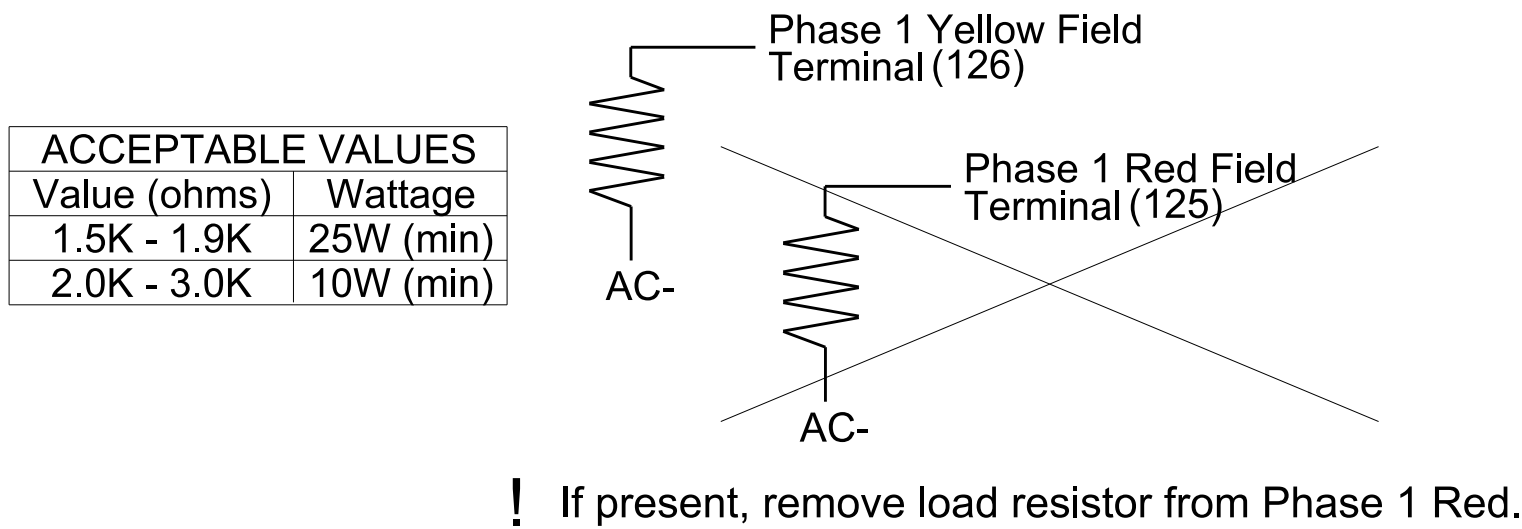 Phase 1 Yellow Field
Terminal (126)
ACCEPTABLE VALUES
Value (ohms) Wattage
1.5K - 1.9K 25W (min)
2.0K - 3.0K 10W (min)
AC-
Phase 1 Red Field
Terminal (125)
AC-
! If present, remove load resistor from Phase 1 Red.